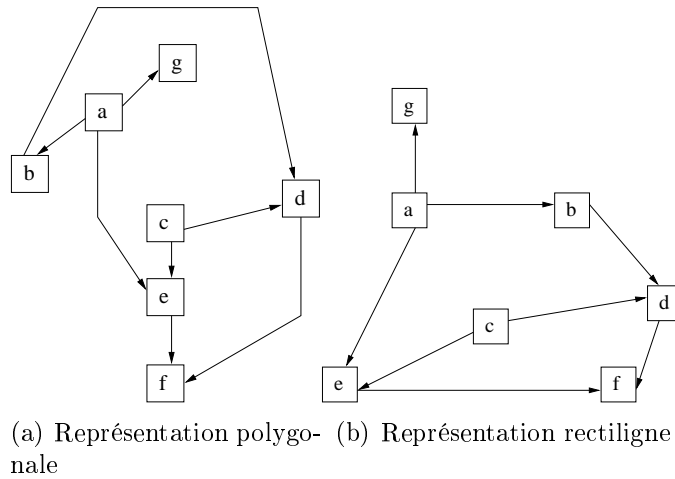 g
a
b
d
c
e
f
g
a
b
d
c
e
f
(a) Représentation polygo-
nale
(b) Représentation rectiligne